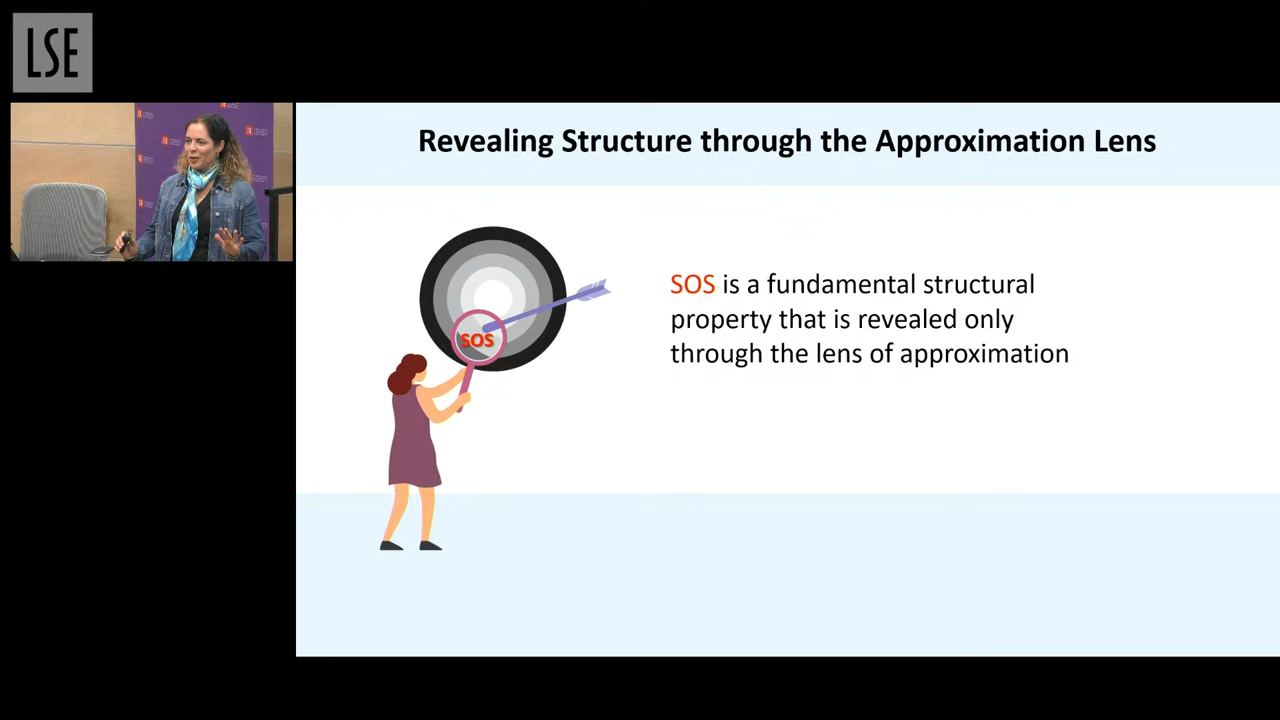 LSE
Revealing Structure through the Approximation Lens
SOS is a fundamental structural
property that is revealed only
through the lens of approximation
SOS